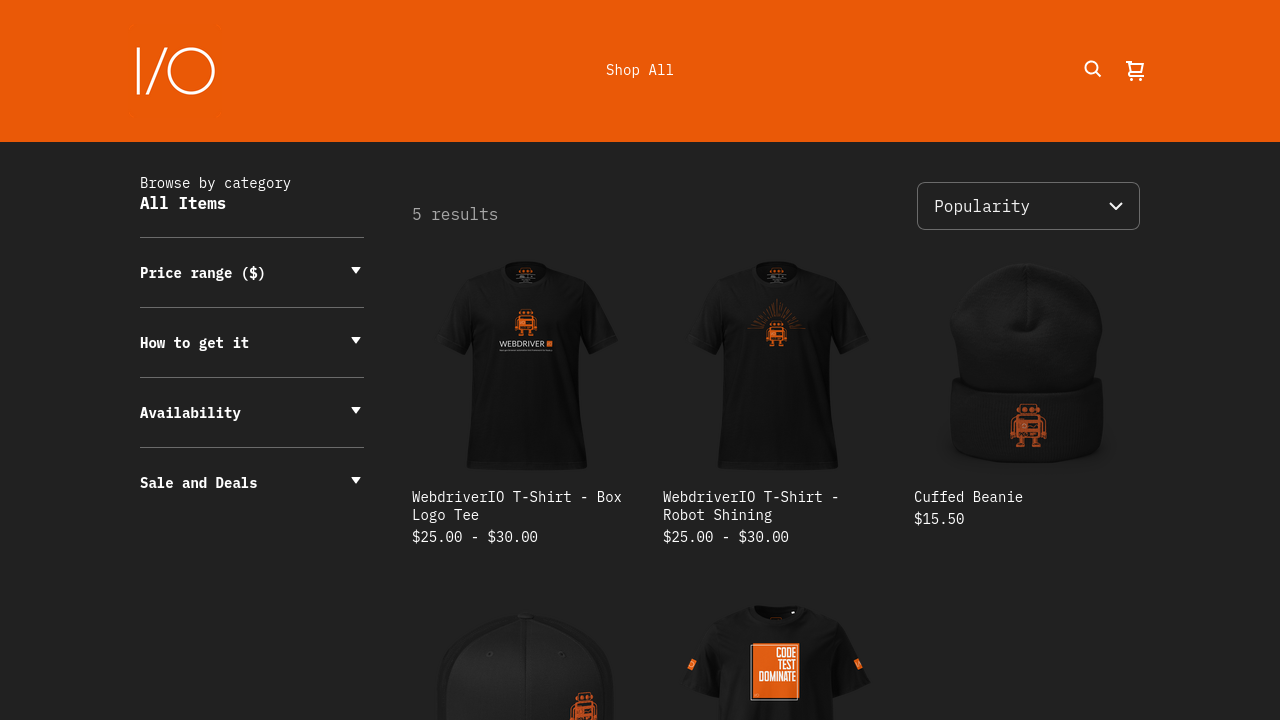 I/O
Shop All
Browse by category
All Items
Price range ($)
How to get it
Availability
Sale and Deals
5 results
Popularity
WEBDRIVER
WebdriverIO T-Shirt - Box
Logo Tee
$25.00 - $30.00
WebdriverIO T-Shirt -
Robot Shining
$25.00 - $30.00
Cuffed Beanie
$15.50
CODE
TEST
DOMINATE